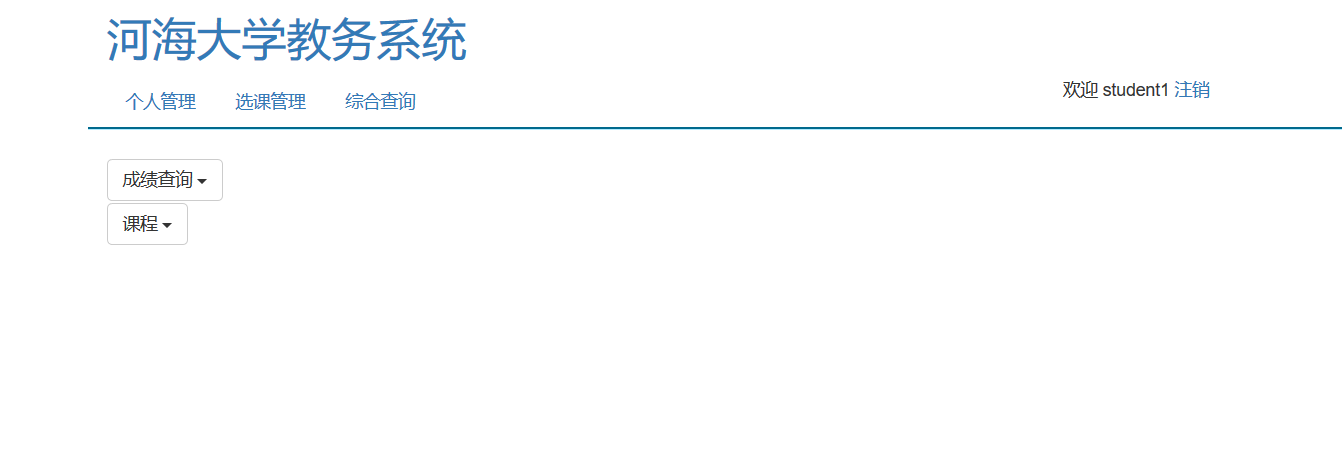 河海大学教务系统
个人管理 选课管理 综合查询
欢迎 student1 注销
成绩查询
课程